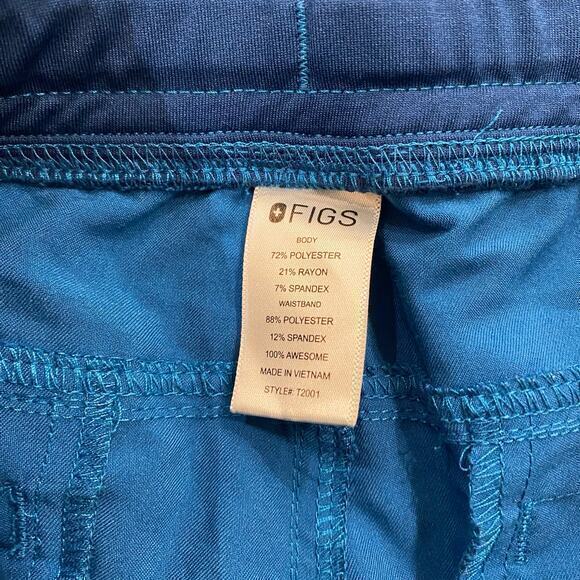 FIGS
BODY
72% POLYESTER
21% RAYON
7% SPANDEX
WAISTBAND
88% POLYESTER
12% SPANDEX
100% AWESOME
MADE IN VIETNAM
STYLE#: T2001